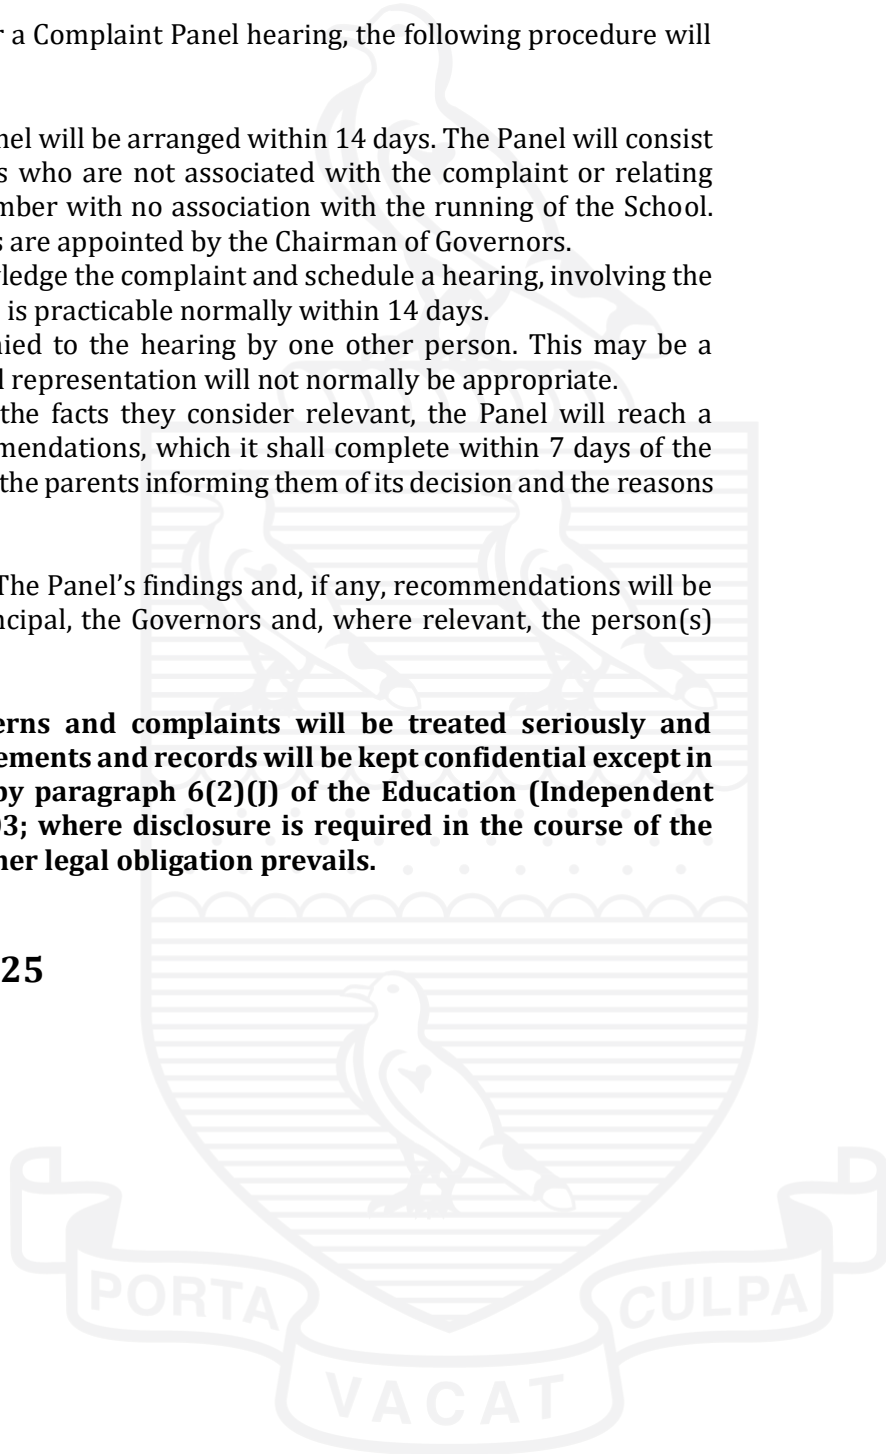 r a Complaint Panel hearing, the following procedure will
nel will be arranged within 14 days. The Panel will consist
s who are not associated with the complaint or relating
mber with no association with the running of the School.
s are appointed by the Chairman of Governors.
ledge the complaint and schedule a hearing, involving the
is practicable normally within 14 days.
nied to the hearing by one other person. This may be a
l representation will not normally be appropriate.
the facts they consider relevant, the Panel will reach a
mendations, which it shall complete within 7 days of the
the parents informing them of its decision and the reasons
The Panel’s findings and, if any, recommendations will be
ncipal, the Governors and, where relevant, the person(s)
erns and complaints will be treated seriously and
ements and records will be kept confidential except in
by paragraph 6(2)(J) of the Education (Independent
03; where disclosure is required in the course of the
her legal obligation prevails.
25
PORTA
VACAT
CULPA